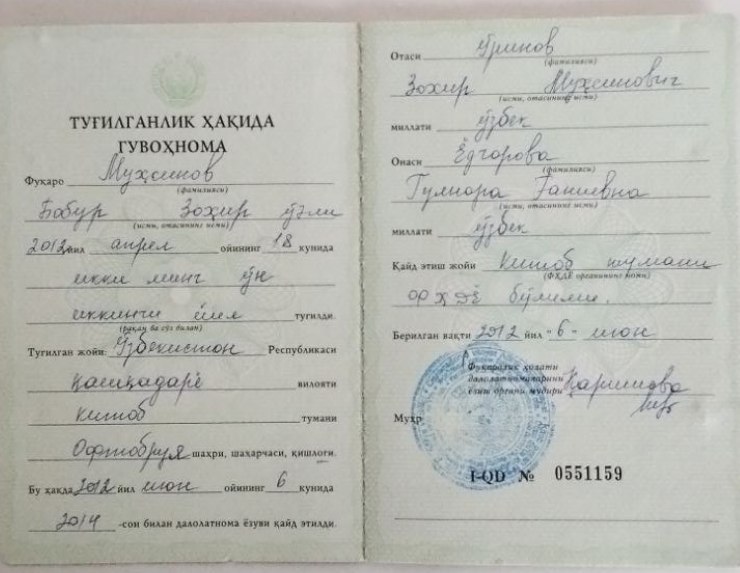 ТУҒИЛГАНЛИК ҲАҚИДА
ГУВОҲНОМА
Фуқаро Муҳсинов
(фамилияси)
Бобур Зохир ўғли
(исми, отасининг исми)
2012 йил апрел ойининг 18 кунида
икки минг ўн
иккинчи йил туғилди.
(рақам ва сўз билан)
Туғилган жойи: Ўзбекистон Республикаси
Қашқадарё вилояти
Китоб тумани
Офтобруя шаҳри, шаҳарчаси, қишлоғи.
Бу ҳақда 2012 йил июн ойининг 6 кунида
2014 -сон билан далолатнома ёзуви қайд этилди.
Отаси Ўринов
(фамилияси)
Зохир Муҳсинович
(исми, отасининг исми)
миллати ўзбек
Онаси Ёдгорова
(фамилияси)
Гулнора Ганиевна
(исми, отасининг исми)
миллати ўзбек
Қайд этиш жойи Китоб тумани
(ФҲДЁ органининг номи)
ФҲДЁ бўлими.
Берилган вақти 2012 йил "6" июн
Фуқаролик ҳолати
далолатномаларини
ёзиш органи мудири Каримова
Муҳр
I-QD № 0551159